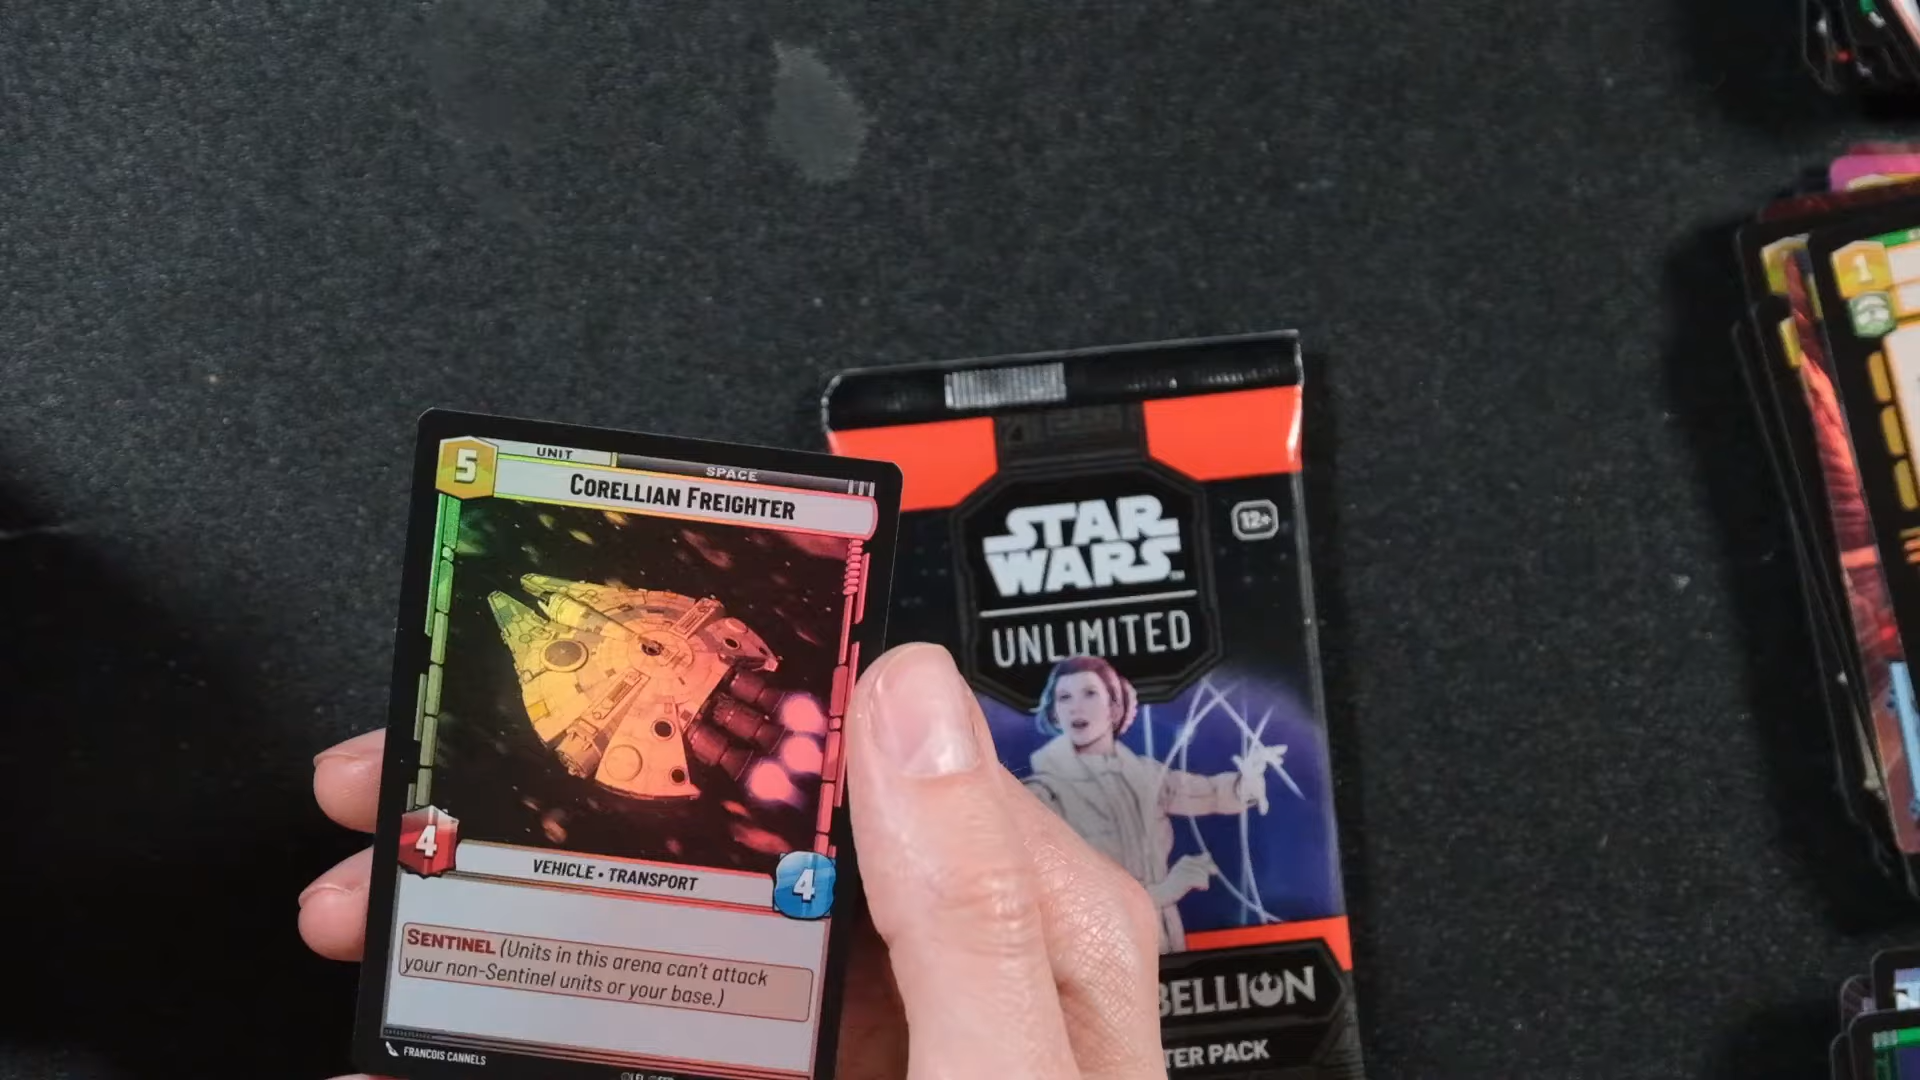 5
UNIT
SPACE
CORELLIAN FREIGHTER
4
VEHICLE • TRANSPORT
4
SENTINEL (Units in this arena can't attack
your non-Sentinel units or your base.)
FRANCOIS CANNELS
STAR
WARS
UNLIMITED
12+
BELLION
TER PACK
1